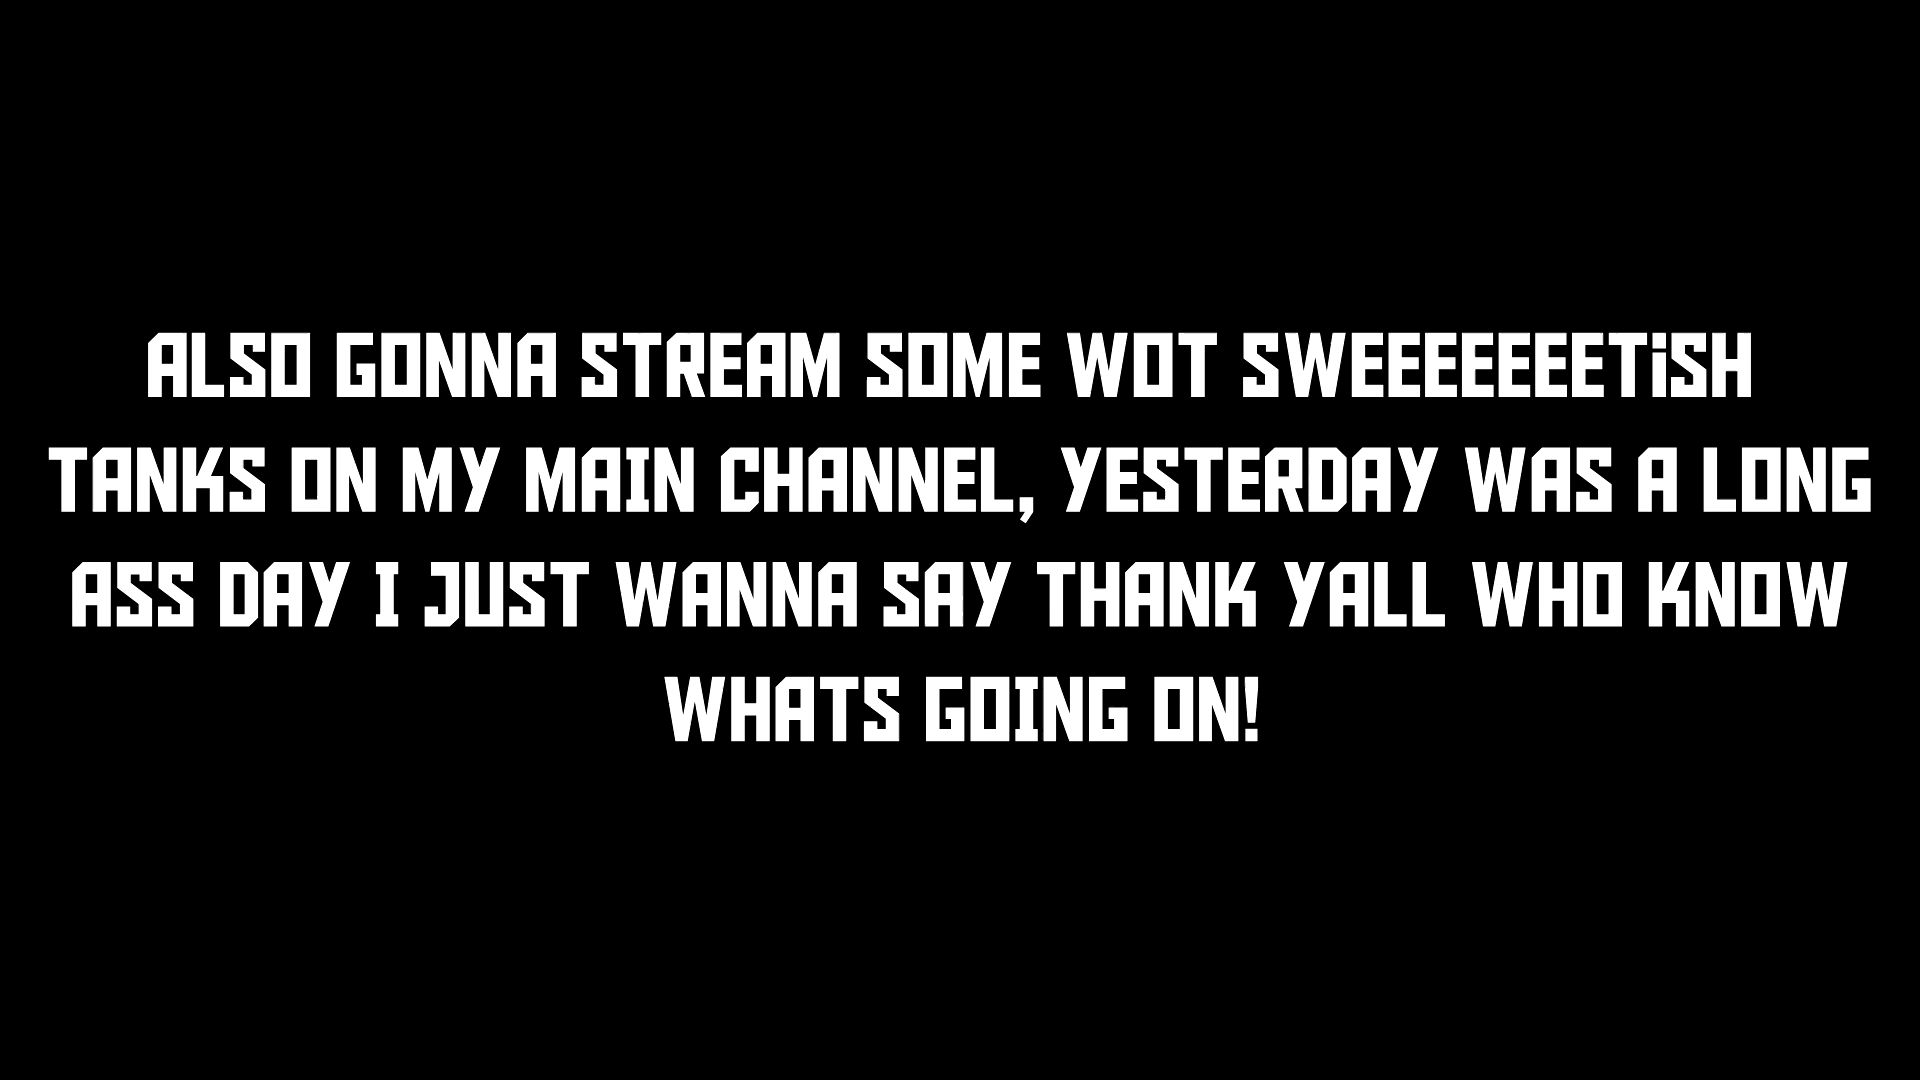 ALSO GONNA STREAM SOME WOT SWEEEEEEETiSH
TANKS ON MY MAIN CHANNEL, YESTERDAY WAS A LONG
ASS DAY I JUST WANNA SAY THANK YALL WHO KNOW
WHATS GOING ON!